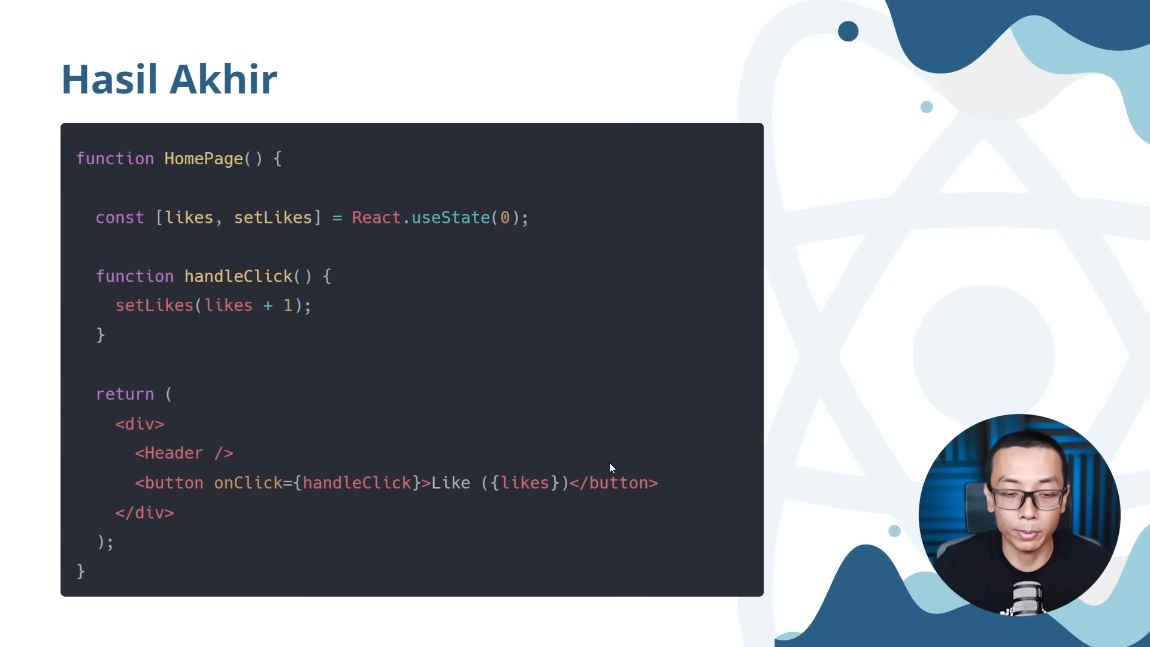 Hasil Akhir
function HomePage() {
const [likes, setLikes] = React.useState(0);
function handleClick() {
setLikes(likes + 1);
}
return (
<div>
<Header />
<button onClick={handleClick}>Like ({likes})</button>
</div>
);
}